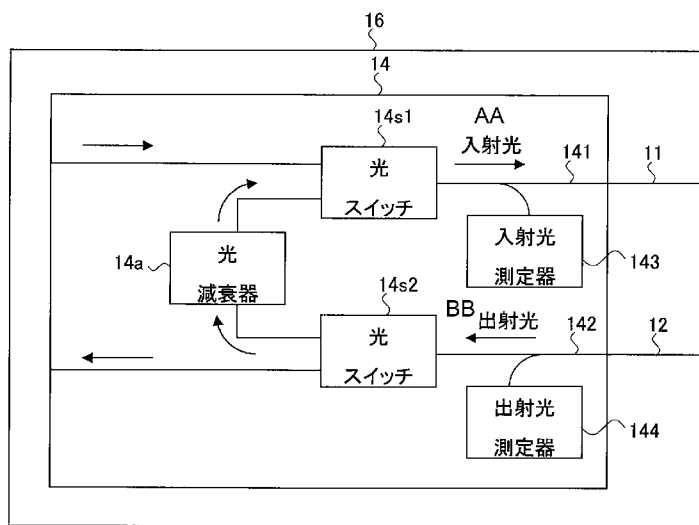 16
14
14s1
AA
入射光
141
11
光
スイッチ
14a
光
減衰器
入射光
測定器
143
14s2
BB
出射光
142
12
光
スイッチ
出射光
測定器
144